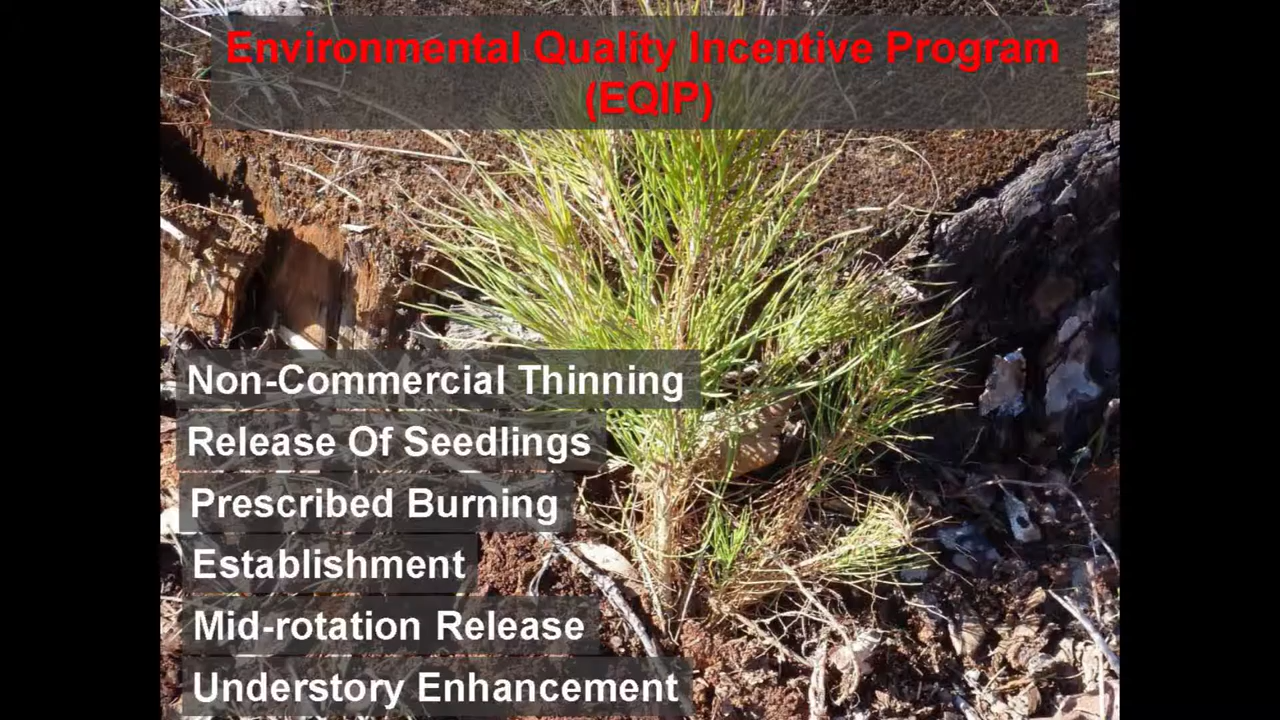 Environmental Quality Incentive Program
(EQIP)
Non-Commercial Thinning
Release Of Seedlings
Prescribed Burning
Establishment
Mid-rotation Release
Understory Enhancement